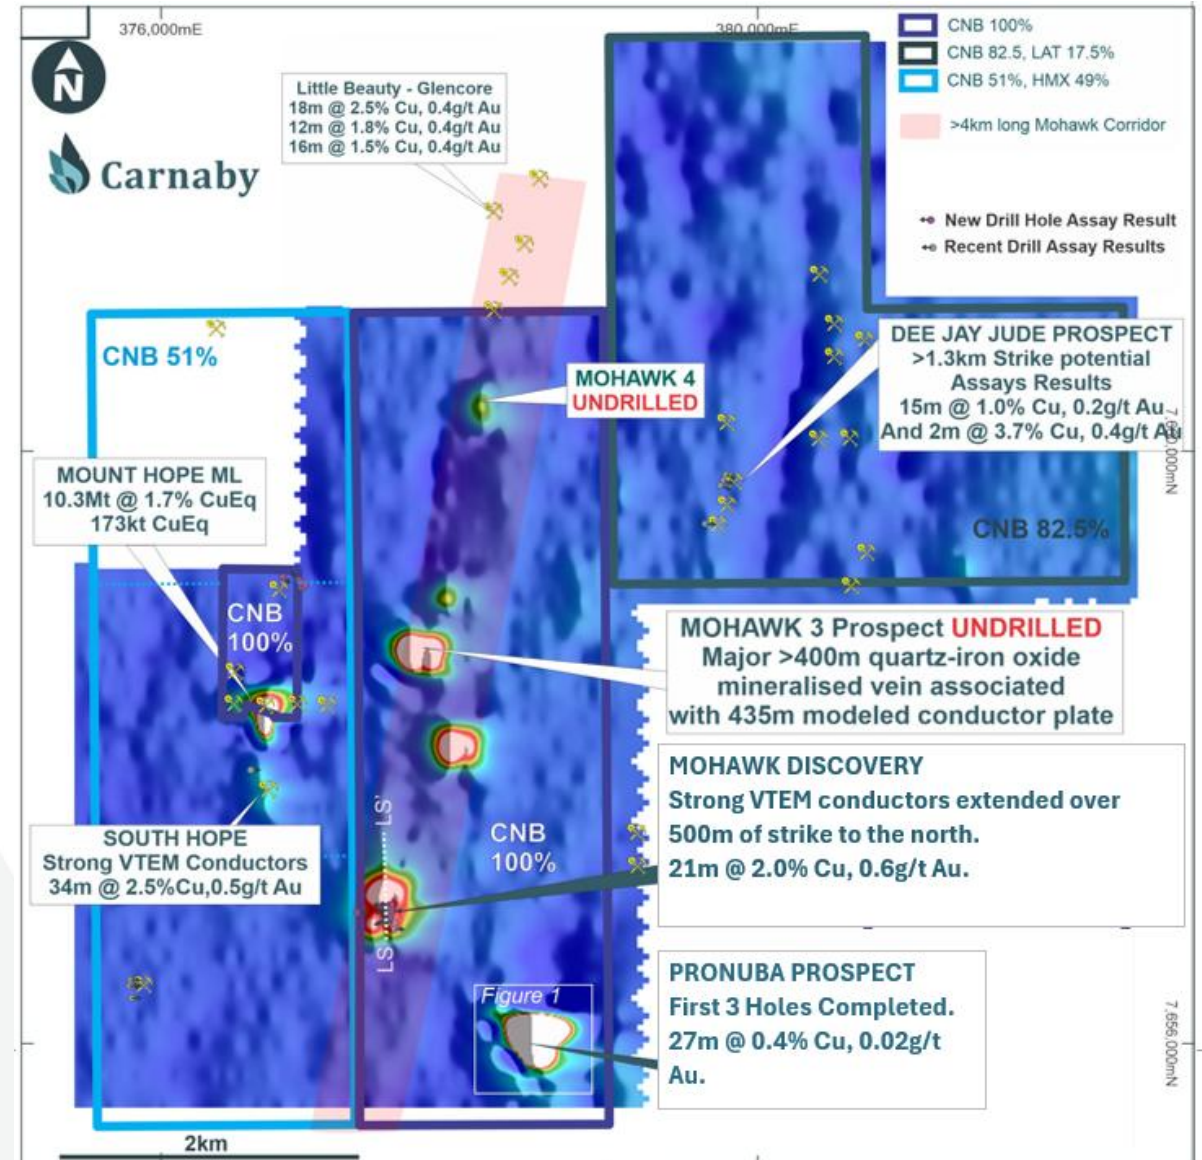 376,000mE
380,000mE
N
Carnaby
CNB 100%
CNB 82.5, LAT 17.5%
CNB 51%, HMX 49%
>4km long Mohawk Corridor
New Drill Hole Assay Result
Recent Drill Assay Results
Little Beauty - Glencore
18m @ 2.5% Cu, 0.4g/t Au
12m @ 1.8% Cu, 0.4g/t Au
16m @ 1.5% Cu, 0.4g/t Au
CNB 51%
MOHAWK 4
UNDRILLED
DEE JAY JUDE PROSPECT
>1.3km Strike potential
Assays Results
15m @ 1.0% Cu, 0.2g/t Au
And 2m @ 3.7% Cu, 0.4g/t Au
CNB 82.5%
MOUNT HOPE ML
10.3Mt @ 1.7% CuEq
173kt CuEq
CNB
100%
MOHAWK 3 Prospect UNDRILLED
Major >400m quartz-iron oxide
mineralised vein associated
with 435m modeled conductor plate
MOHAWK DISCOVERY
Strong VTEM conductors extended over
500m of strike to the north.
21m @ 2.0% Cu, 0.6g/t Au.
SOUTH HOPE
Strong VTEM Conductors
34m @ 2.5%Cu,0.5g/t Au
LS'
LS
CNB
100%
PRONUBA PROSPECT
First 3 Holes Completed.
27m @ 0.4% Cu, 0.02g/t
Au.
Figure 1
7,656,000mN
2km